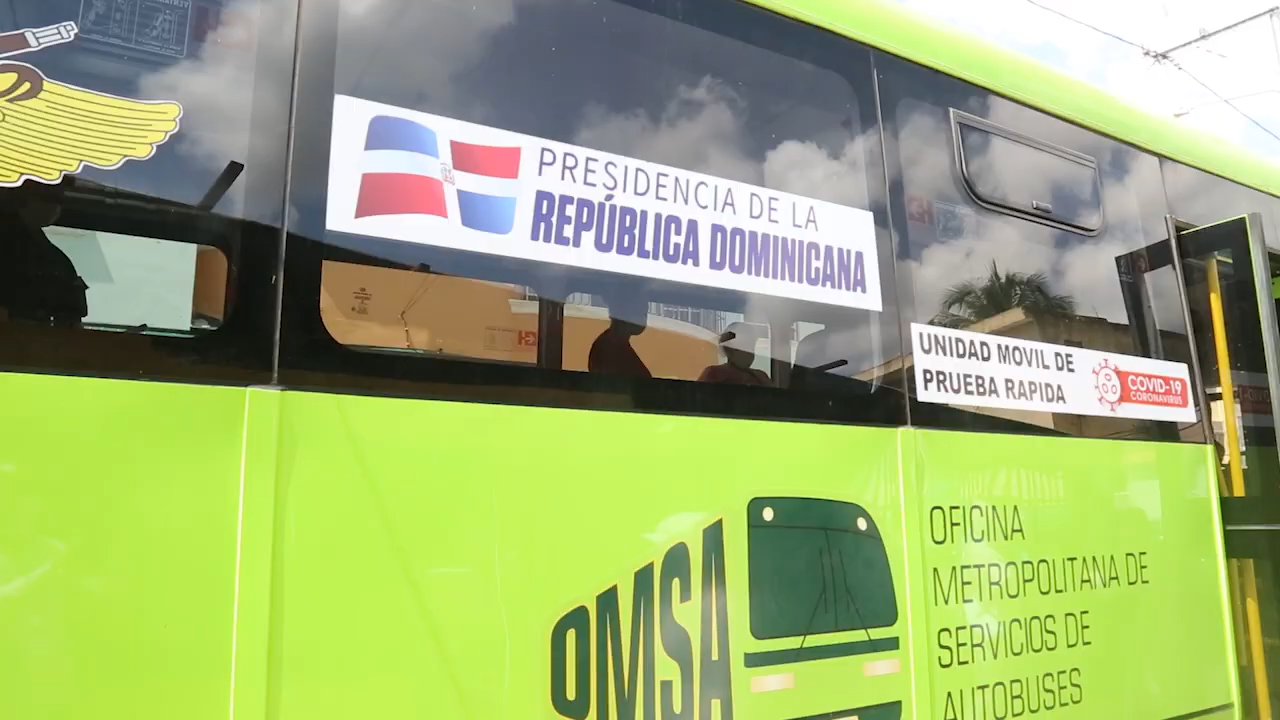 PRESIDENCIA DE LA
REPÚBLICA DOMINICANA
UNIDAD MOVIL DE
PRUEBA RAPIDA
COVID-19
CORONAVIRUS
OMSA
OFICINA
METROPOLITANA DE
SERVICIOS DE
AUTOBUSES